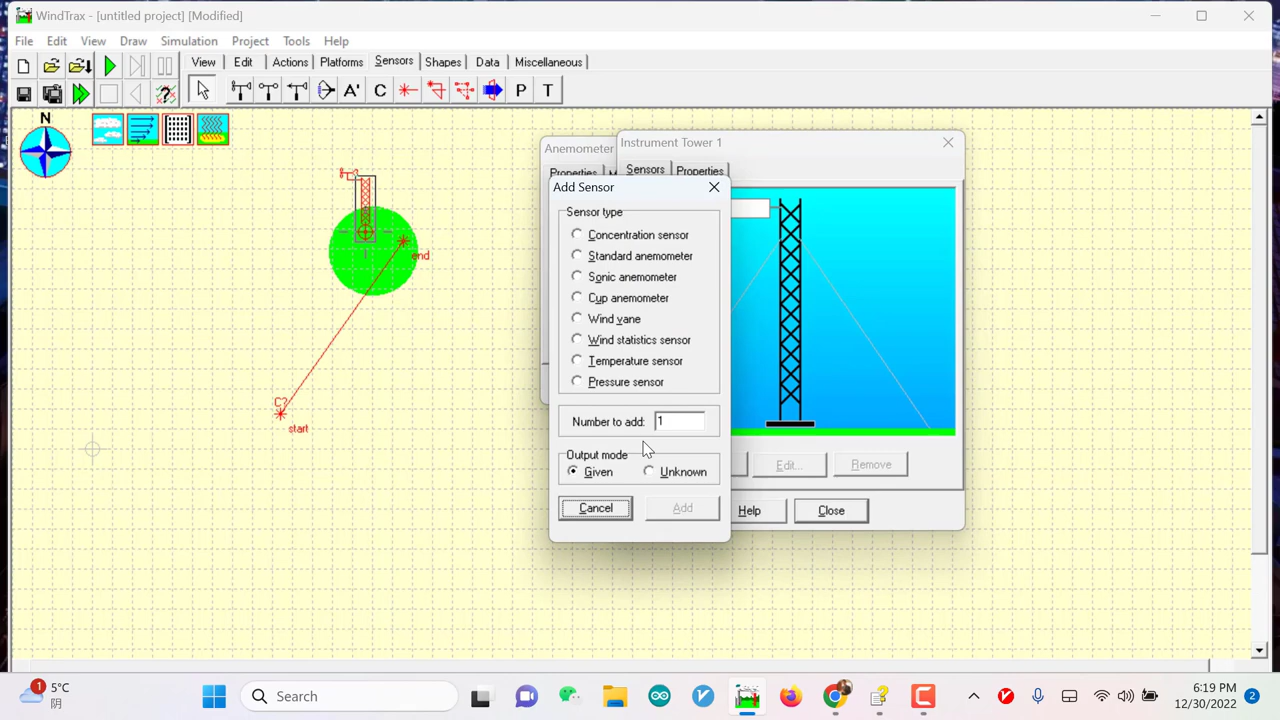 WindTrax - [untitled project] [Modified]
File Edit View Draw Simulation Project Tools Help
View Edit Actions Platforms Sensors Shapes Data Miscellaneous
A' C P T
N
Anemometer
Instrument Tower 1
Properties
Sensors Properties
Add Sensor
Sensor type
Concentration sensor
Standard anemometer
Sonic anemometer
Cup anemometer
Wind vane
Wind statistics sensor
Temperature sensor
Pressure sensor
Number to add: 1
Output mode
Given Unknown
Cancel Add
Edit... Remove
Help Close
end
C?
start
1
5°C
Search
6:19 PM
12/30/2022
2